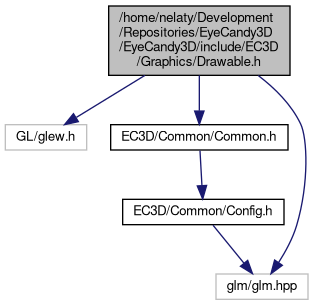 /home/nelaty/Development
/Repositories/EyeCandy3D
/EyeCandy3D/include/EC3D
/Graphics/Drawable.h
GL/glew.h
EC3D/Common/Common.h
EC3D/Common/Config.h
glm/glm.hpp